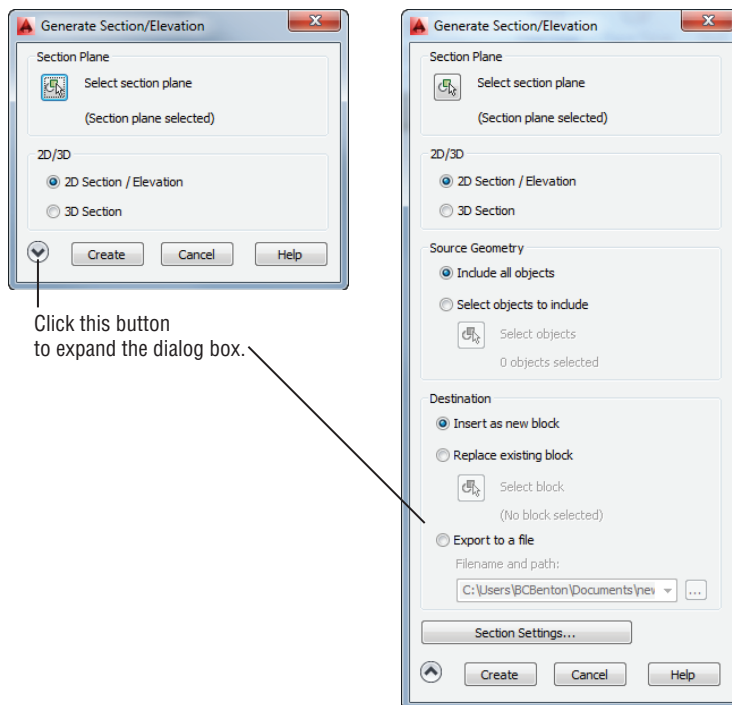 Generate Section/Elevation
Section Plane
Select section plane
(Section plane selected)
2D/3D
2D Section / Elevation
3D Section
Create Cancel Help
Click this button
to expand the dialog box.
Generate Section/Elevation
Section Plane
Select section plane
(Section plane selected)
2D/3D
2D Section / Elevation
3D Section
Source Geometry
Include all objects
Select objects to include
Select objects
0 objects selected
Destination
Insert as new block
Replace existing block
Select block
(No block selected)
Export to a file
Filename and path:
C:\Users\BCBenton\Documents\nev ...
Section Settings...
Create Cancel Help